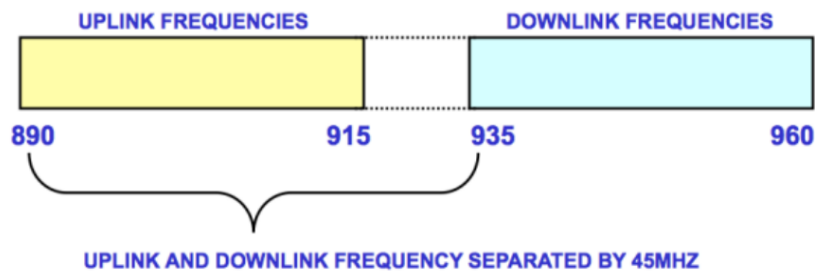 UPLINK FREQUENCIES DOWNLINK FREQUENCIES
890 915 935 960
UPLINK AND DOWNLINK FREQUENCY SEPARATED BY 45MHZ